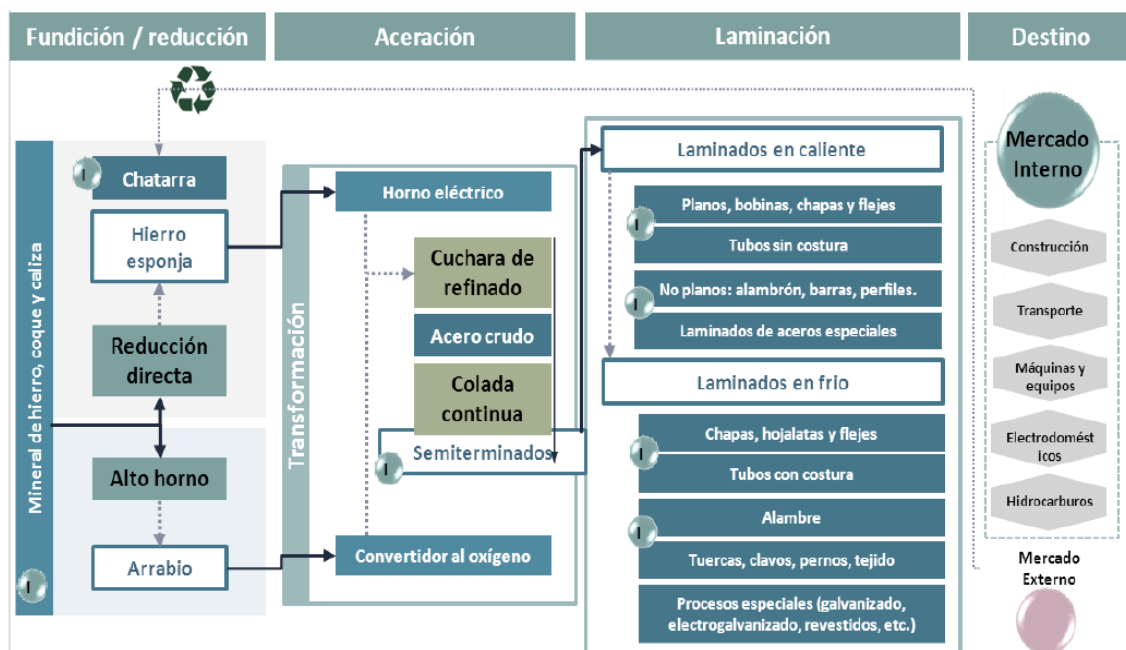 Fundición / reducción
Aceración
Laminación
Destino
Mineral de hierro, coque y caliza
I
I
Chatarra
Hierro
esponja
Reducción
directa
Alto horno
Arrabio
Transformación
Horno eléctrico
Cuchara de
refinado
Acero crudo
Colada
continua
I
Semiterminados
Convertidor al oxígeno
Laminados en caliente
I
Planos, bobinas, chapas y flejes
Tubos sin costura
I
No planos: alambrón, barras, perfiles.
Laminados de aceros especiales
Laminados en frio
I
Chapas, hojalatas y flejes
Tubos con costura
I
Alambre
Tuercas, clavos, pernos, tejido
Procesos especiales (galvanizado,
electrogalvanizado, revestidos, etc.)
Mercado
Interno
Construcción
Transporte
Máquinas y
equipos
Electrodomést
icos
Hidrocarburos
Mercado
Externo